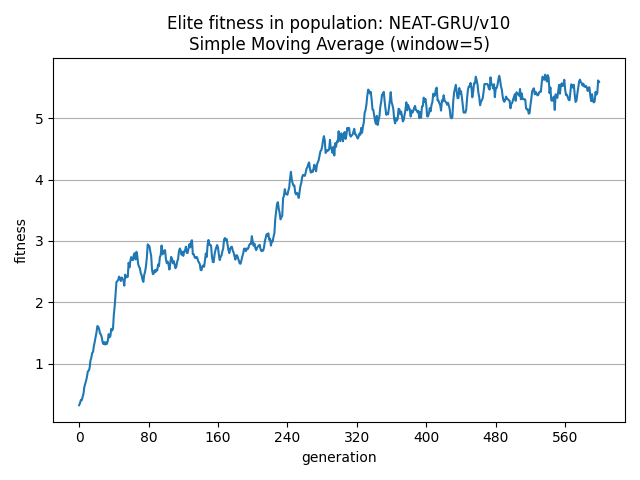 Elite fitness in population: NEAT-GRU/v10
Simple Moving Average (window=5)
fitness
5
4
3
2
1
0 80 160 240 320 400 480 560
generation